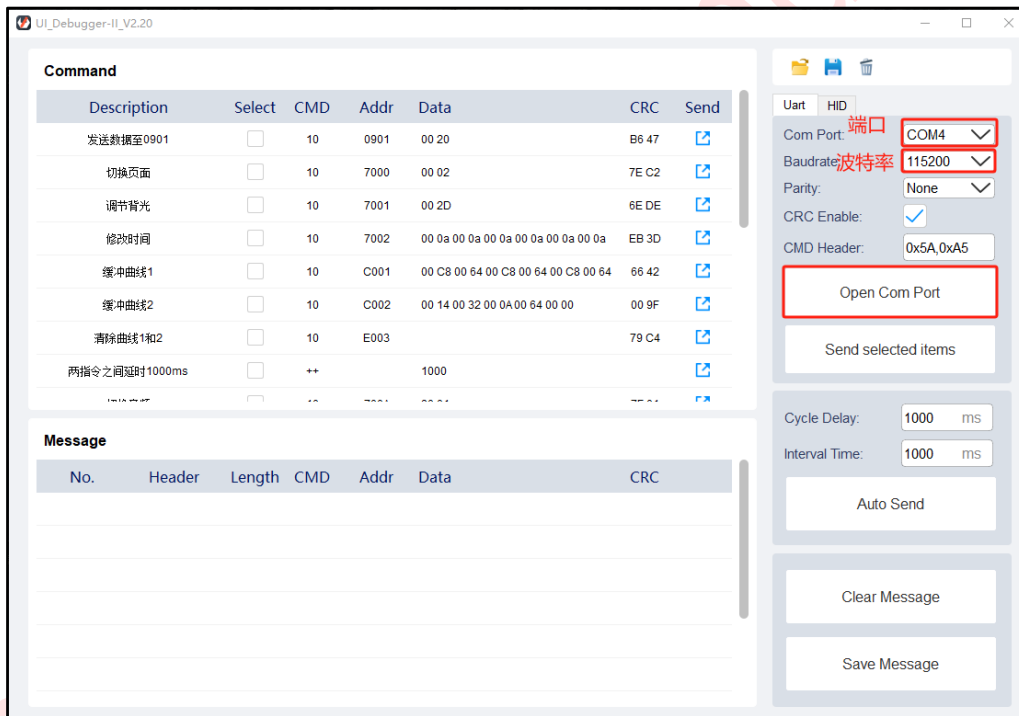 UI_Debugger-II_V2.20
Command
Description Select CMD Addr Data CRC Send
发送数据至0901 10 0901 00 20 B6 47
切换页面 10 7000 00 02 7E C2
调节背光 10 7001 00 2D 6E DE
修改时间 10 7002 00 0a 00 0a 00 0a 00 0a 00 0a 00 0a EB 3D
缓冲曲线1 10 C001 00 C8 00 64 00 C8 00 64 00 C8 00 64 66 42
缓冲曲线2 10 C002 00 14 00 32 00 0A 00 64 00 00 00 9F
清除曲线1和2 10 E003 79 C4
两指令之间延时1000ms ++ 1000
Message
No. Header Length CMD Addr Data CRC
Uart HID
Com Port: 端口 COM4
Baudrate 波特率 115200
Parity: None
CRC Enable:
CMD Header: 0x5A,0xA5
Open Com Port
Send selected items
Cycle Delay: 1000 ms
Interval Time: 1000 ms
Auto Send
Clear Message
Save Message